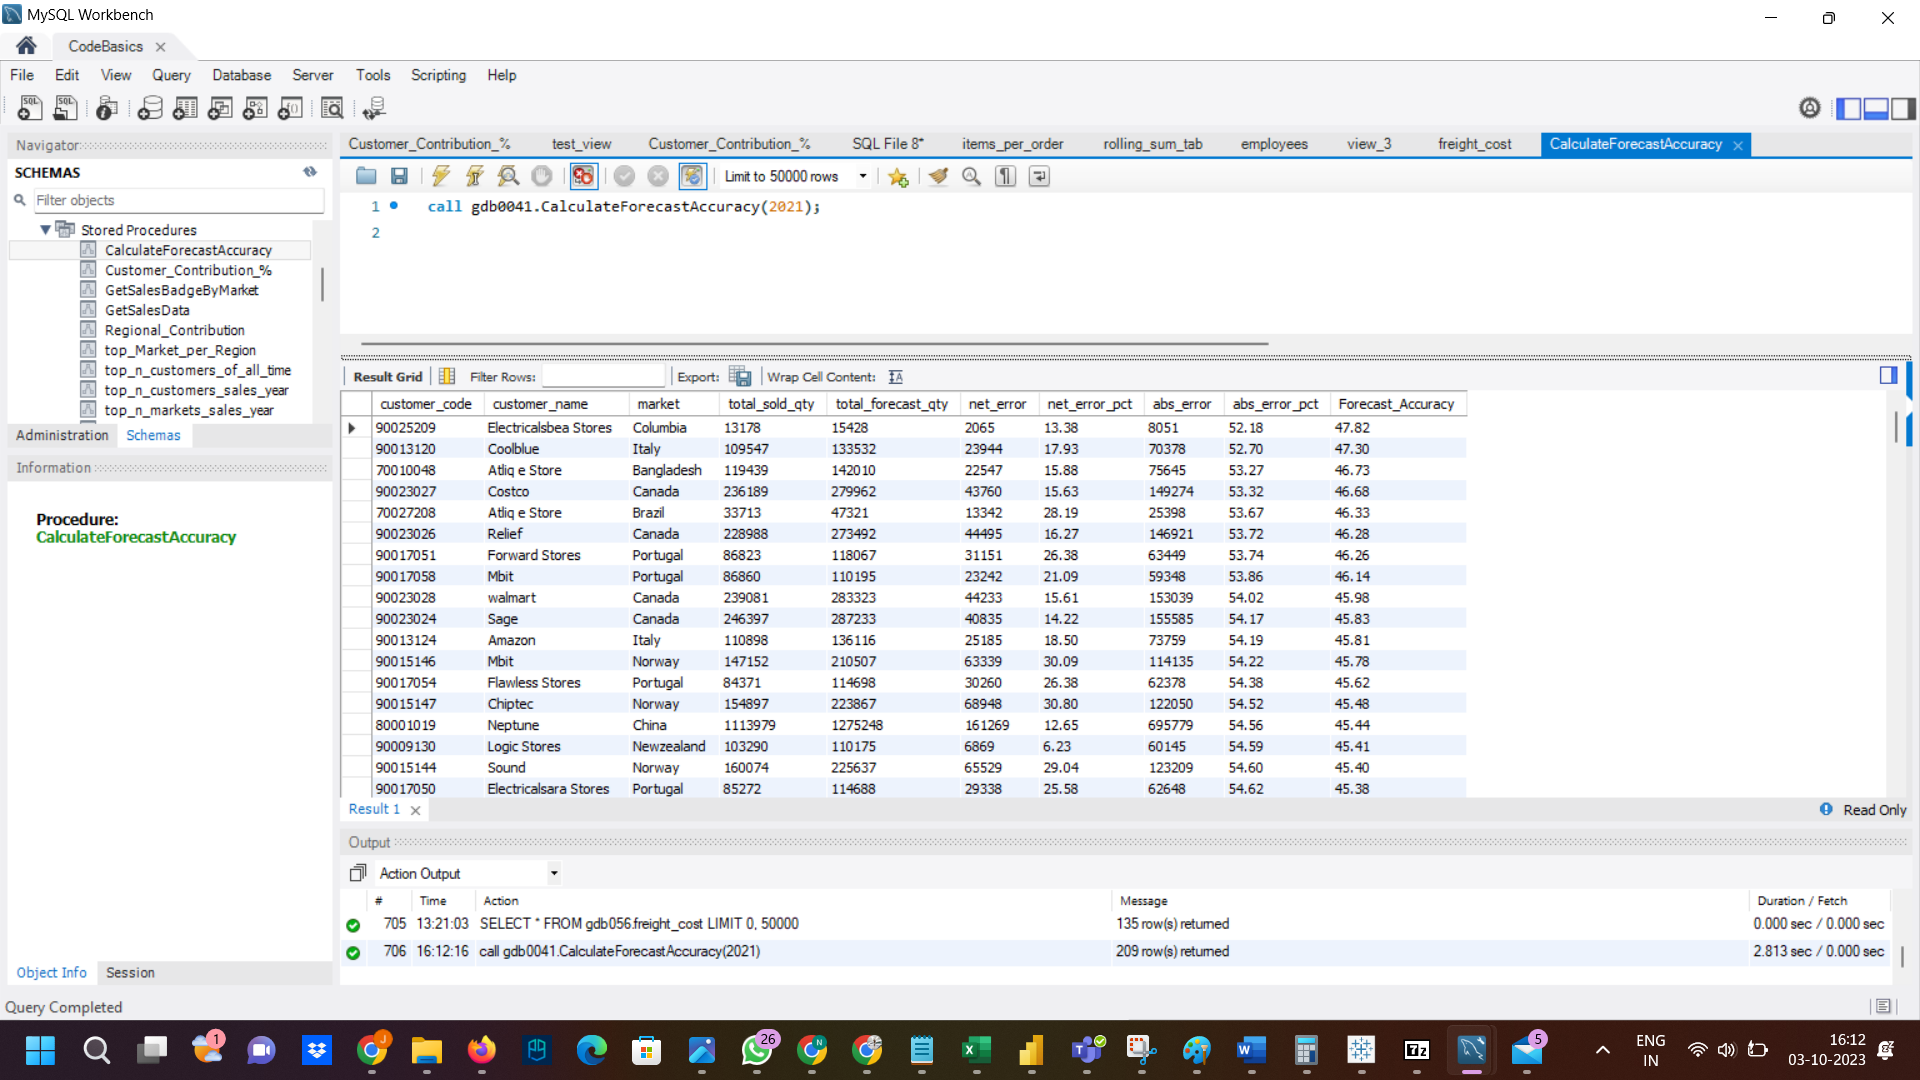 MySQL Workbench
CodeBasics
File Edit View Query Database Server Tools Scripting Help
Navigator
SCHEMAS
Filter objects
Stored Procedures
CalculateForecastAccuracy
Customer_Contribution_%
GetSalesBadgeByMarket
GetSalesData
Regional_Contribution
top_Market_per_Region
top_n_customers_of_all_time
top_n_customers_sales_year
top_n_markets_sales_year
Administration Schemas
Information
Procedure:
CalculateForecastAccuracy
Object Info Session
Customer_Contribution_% test_view Customer_Contribution_% SQL File 8* items_per_order rolling_sum_tab employees view_3 freight_cost CalculateForecastAccuracy
Limit to 50000 rows
1 call gdb0041.CalculateForecastAccuracy(2021);
2
Result Grid Filter Rows: Export: Wrap Cell Content:
customer_code customer_name market total_sold_qty total_forecast_qty net_error net_error_pct abs_error abs_error_pct Forecast_Accuracy
90025209 Electricalsbea Stores Columbia 13178 15428 2065 13.38 8051 52.18 47.82
90013120 Coolblue Italy 109547 133532 23944 17.93 70378 52.70 47.30
70010048 Atliq e Store Bangladesh 119439 142010 22547 15.88 75645 53.27 46.73
90023027 Costco Canada 236189 279962 43760 15.63 149274 53.32 46.68
70027208 Atliq e Store Brazil 33713 47321 13342 28.19 25398 53.67 46.33
90023026 Relief Canada 228988 273492 44495 16.27 146921 53.72 46.28
90017051 Forward Stores Portugal 86823 118067 31151 26.38 63449 53.74 46.26
90017058 Mbit Portugal 86860 110195 23242 21.09 59348 53.86 46.14
90023028 walmart Canada 239081 283323 44233 15.61 153039 54.02 45.98
90023024 Sage Canada 246397 287233 40835 14.22 155585 54.17 45.83
90013124 Amazon Italy 110898 136116 25185 18.50 73759 54.19 45.81
90015146 Mbit Norway 147152 210507 63339 30.09 114135 54.22 45.78
90017054 Flawless Stores Portugal 84371 114698 30260 26.38 62378 54.38 45.62
90015147 Chiptec Norway 154897 223867 68948 30.80 122050 54.52 45.48
80001019 Neptune China 1113979 1275248 161269 12.65 695779 54.56 45.44
90009130 Logic Stores Newzealand 103290 110175 6869 6.23 60145 54.59 45.41
90015144 Sound Norway 160074 225637 65529 29.04 123209 54.60 45.40
90017050 Electricalsara Stores Portugal 85272 114688 29338 25.58 62648 54.62 45.38
Result 1 Read Only
Output
Action Output
# Time Action Message Duration / Fetch
705 13:21:03 SELECT * FROM gdb056.freight_cost LIMIT 0, 50000 135 row(s) returned 0.000 sec / 0.000 sec
706 16:12:16 call gdb0041.CalculateForecastAccuracy(2021) 209 row(s) returned 2.813 sec / 0.000 sec
Query Completed
1 26 5
ENG
IN
16:12
03-10-2023